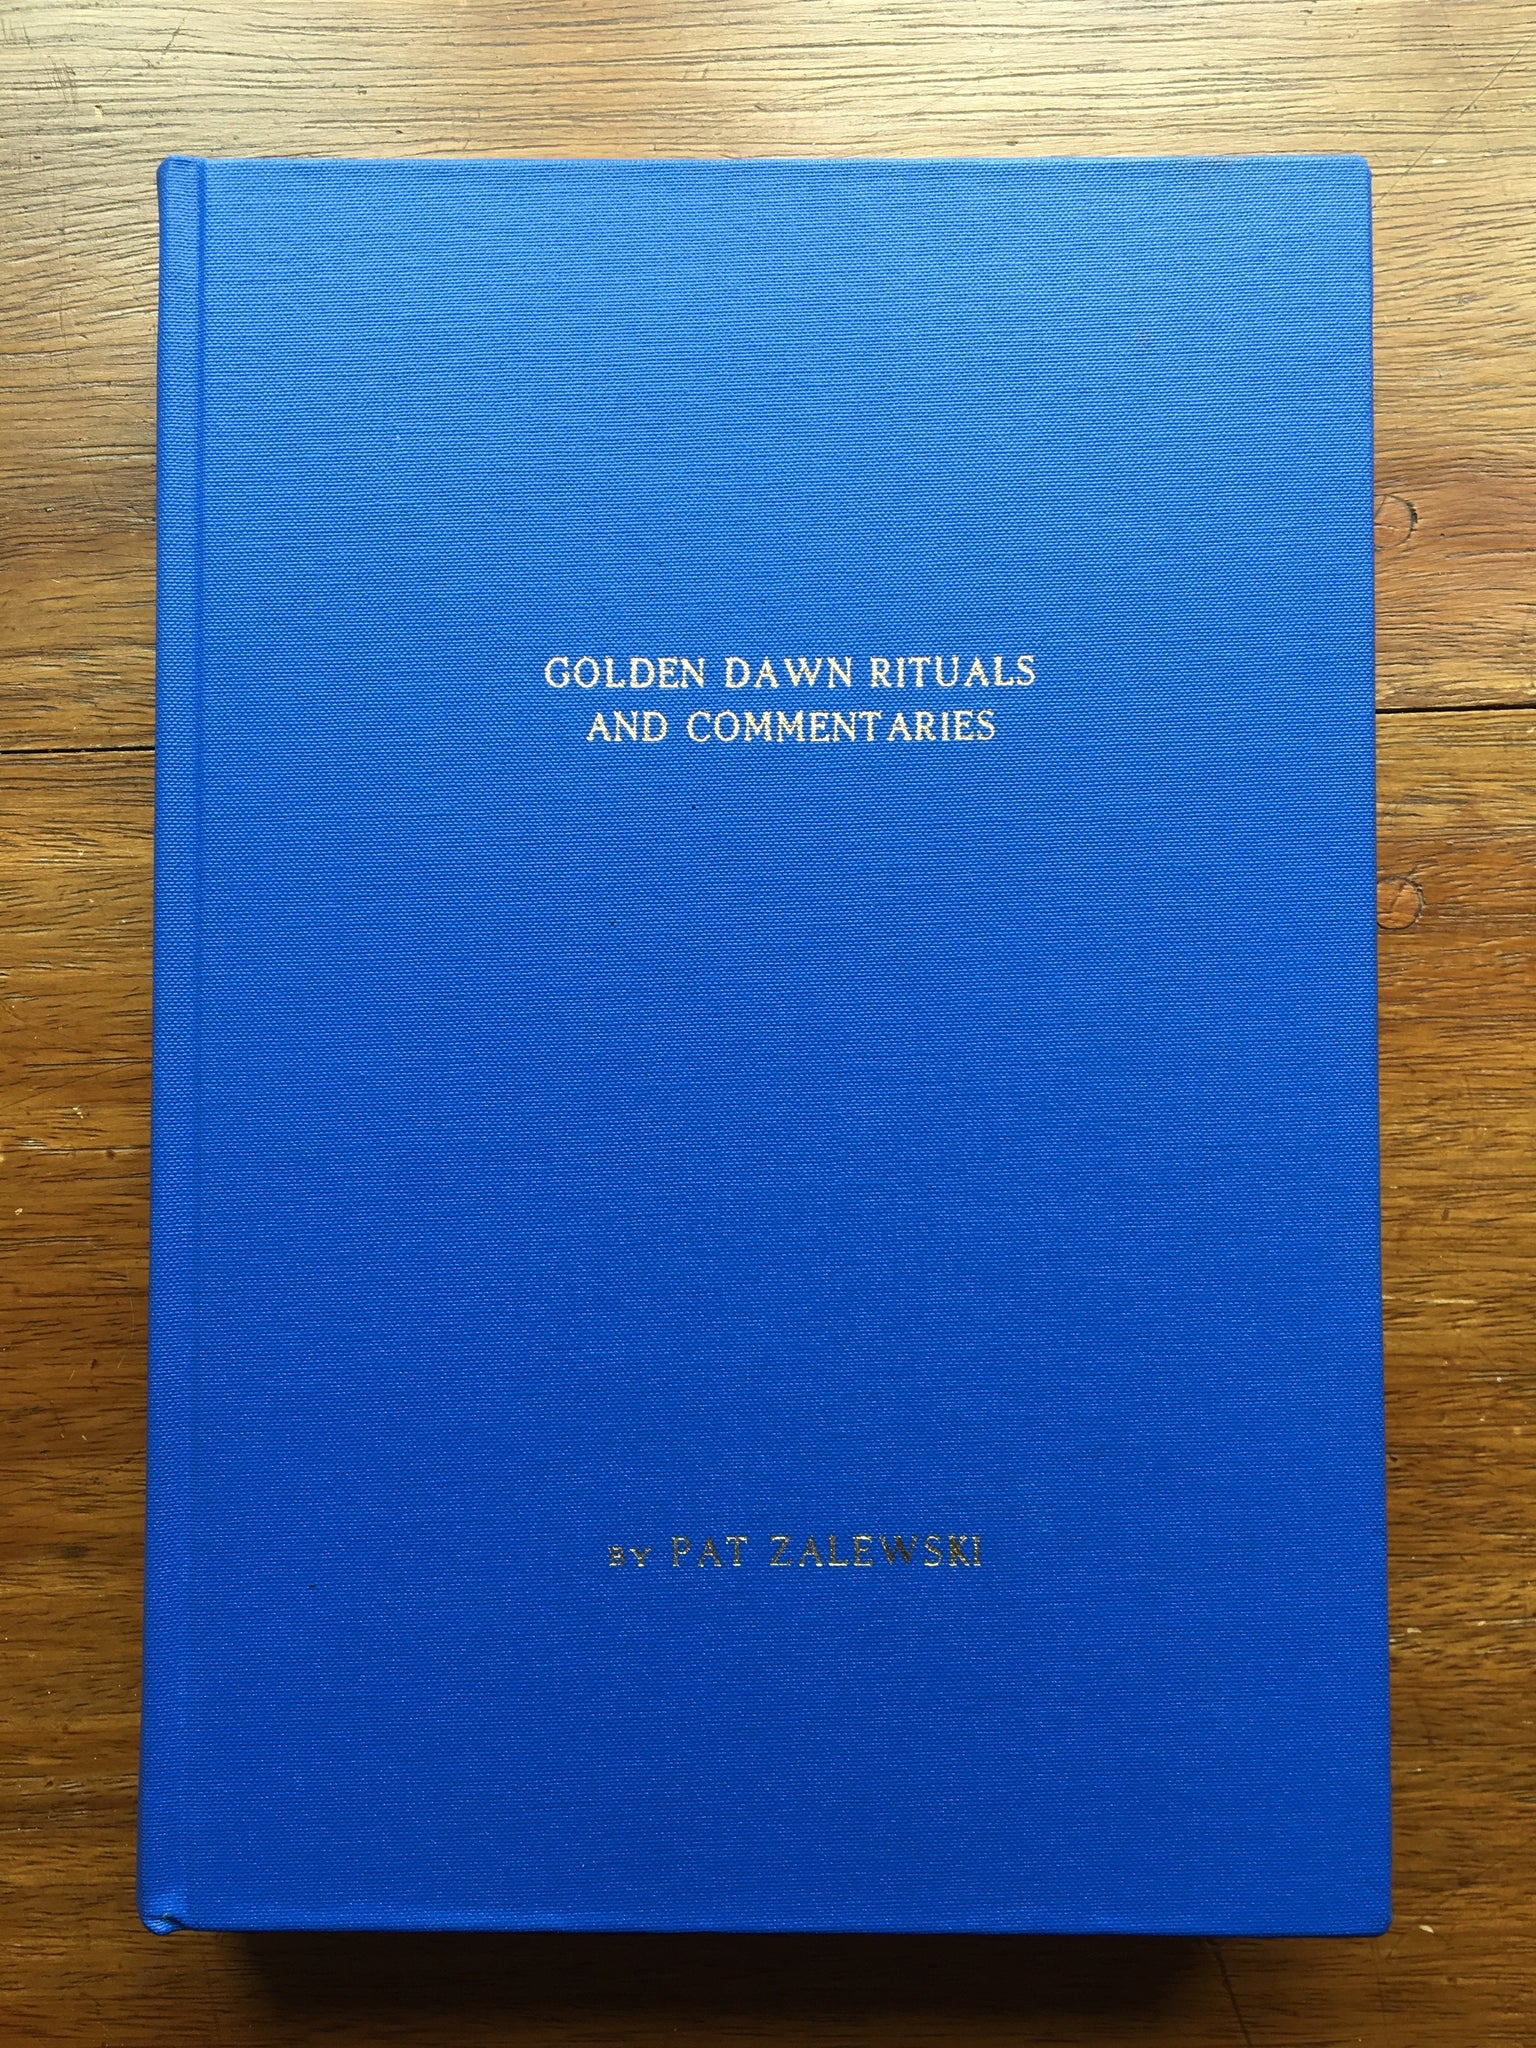 GOLDEN DAWN RITUALS
AND COMMENTARIES
BY PAT ZALEWSKI